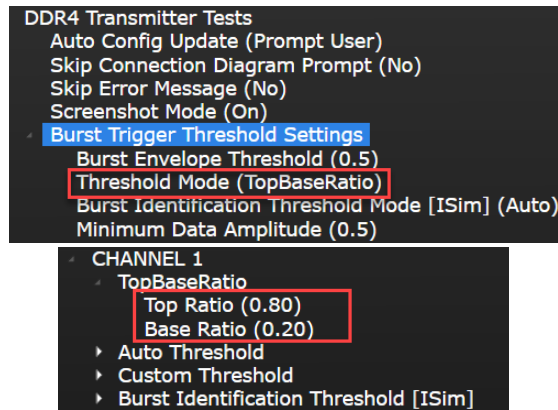 DDR4 Transmitter Tests
Auto Config Update (Prompt User)
Skip Connection Diagram Prompt (No)
Skip Error Message (No)
Screenshot Mode (On)
Burst Trigger Threshold Settings
Burst Envelope Threshold (0.5)
Threshold Mode (TopBaseRatio)
Burst Identification Threshold Mode [ISim] (Auto)
Minimum Data Amplitude (0.5)
CHANNEL 1
TopBaseRatio
Top Ratio (0.80)
Base Ratio (0.20)
Auto Threshold
Custom Threshold
Burst Identification Threshold [ISim]